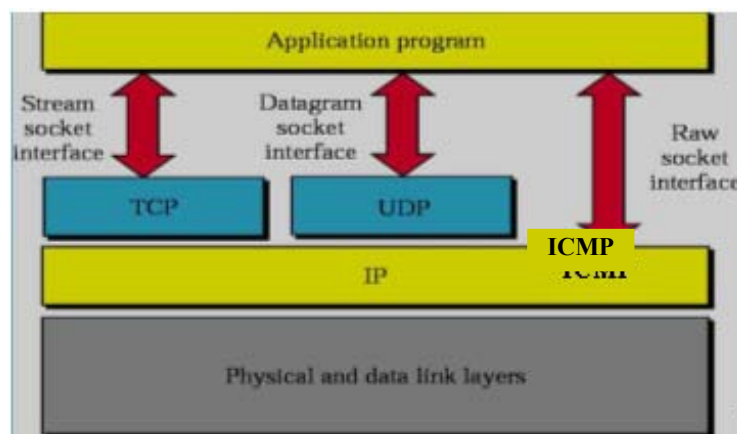 Application program
Stream
socket
interface
Datagram
socket
interface
Raw
socket
interface
TCP
UDP
ICMP
IP
Physical and data link layers